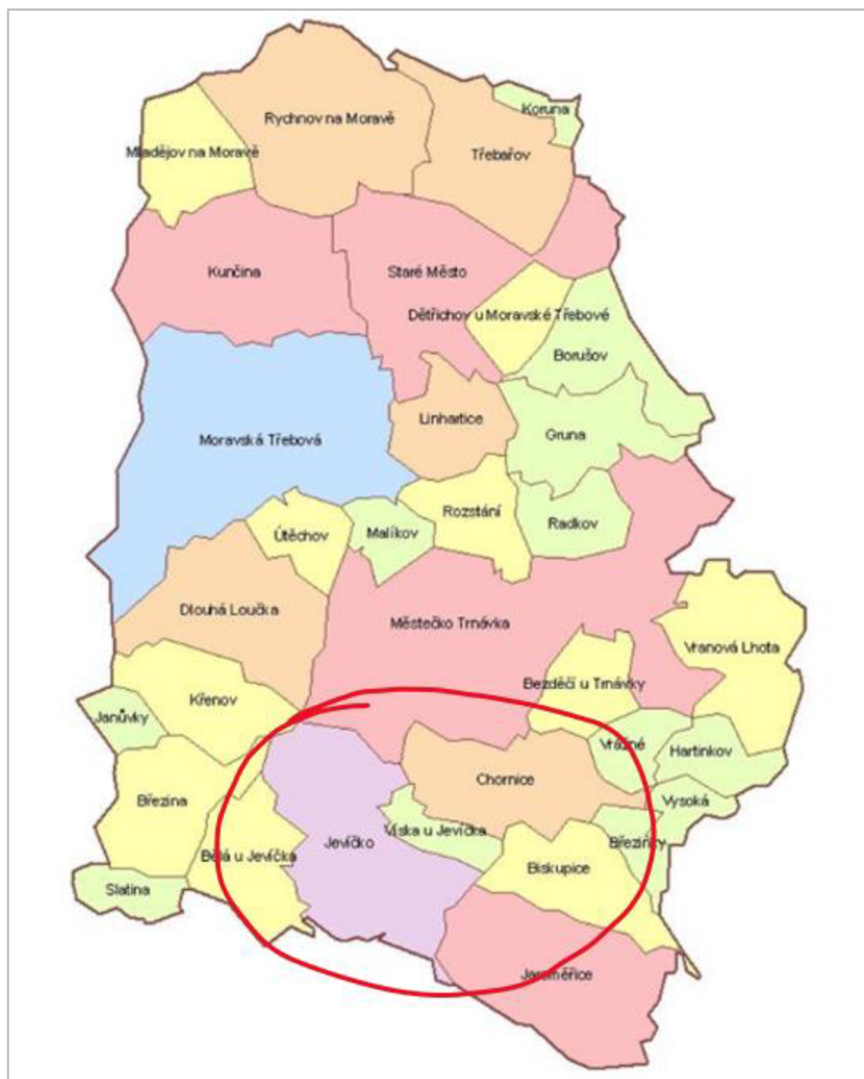 Koruna
Rychnov na Moravě
Mladějov na Moravě
Třebařov
Kunčina
Staré Město
Dětřichov u Moravské Třebové
Borušov
Linhartice
Gruna
Moravská Třebová
Rozstání
Radkov
Útěchov
Malíkov
Dlouhá Loučka
Městečko Trnávka
Vranová Lhota
Bezděčí u Trnávky
Křenov
Janůvky
Vrážné
Hartinkov
Chornice
Březina
Vysoká
Víska u Jevíčka
Jevíčko
Březinky
Bělá u Jevíčka
Biskupice
Slatina
Jaroměřice